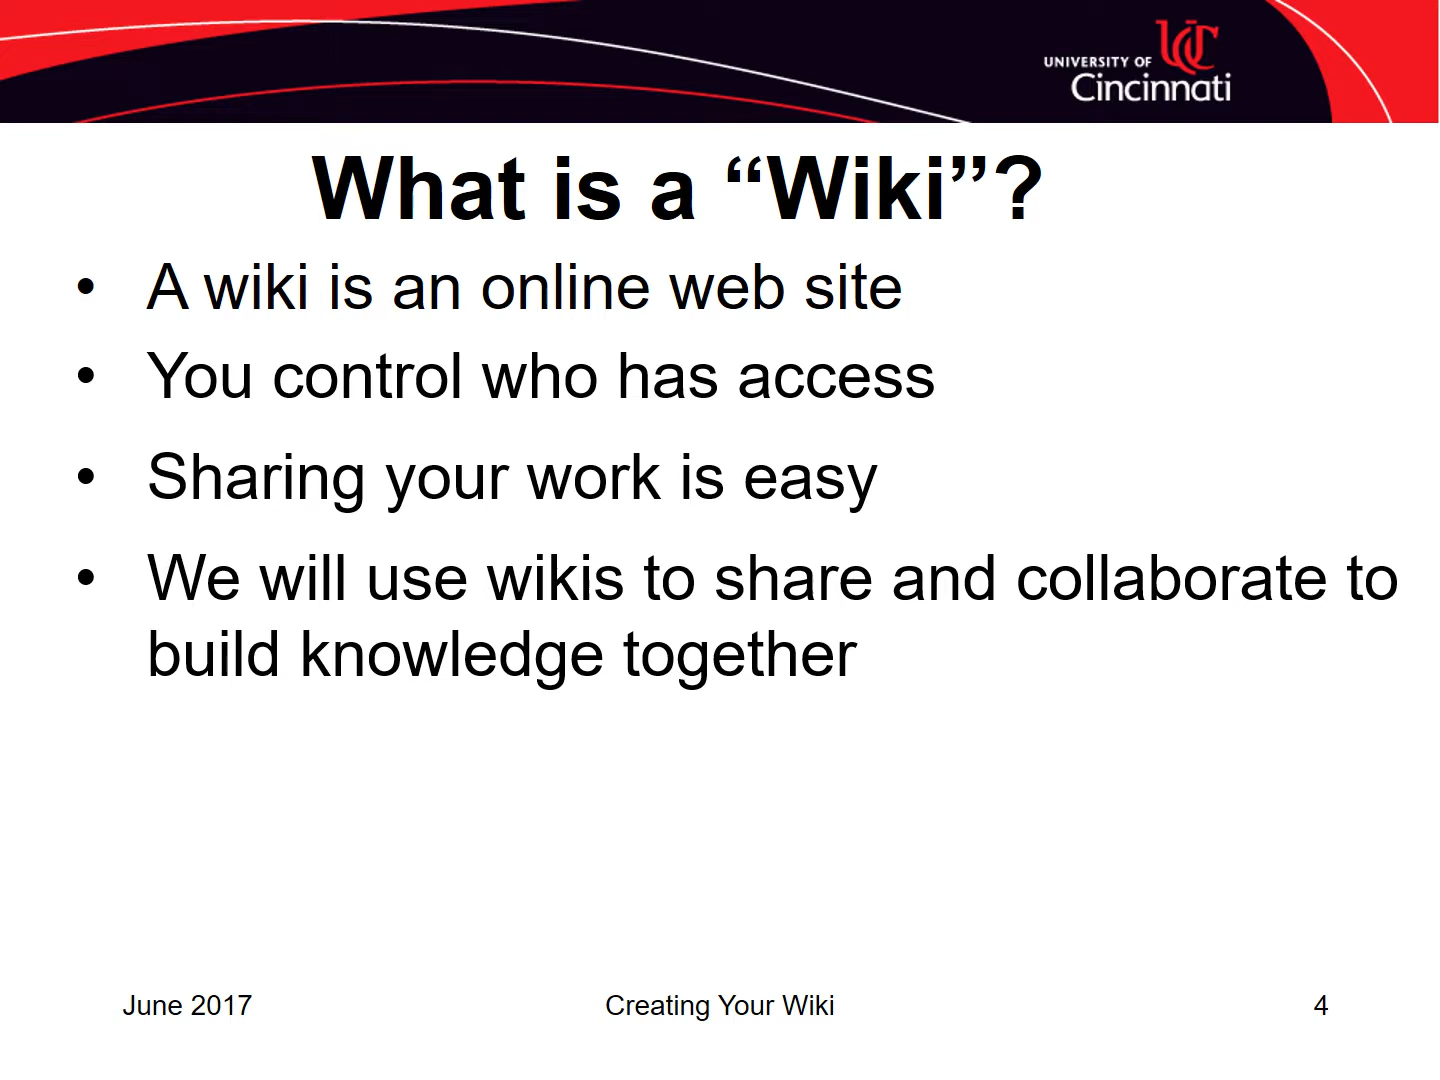 UNIVERSITY OF
Cincinnati
What is a “Wiki”?
• A wiki is an online web site
• You control who has access
• Sharing your work is easy
• We will use wikis to share and collaborate to
build knowledge together
June 2017 Creating Your Wiki 4